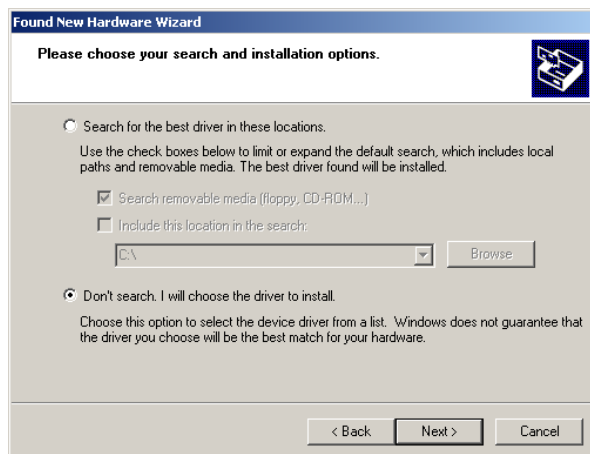 Found New Hardware Wizard
Please choose your search and installation options.
Search for the best driver in these locations.
Use the check boxes below to limit or expand the default search, which includes local
paths and removable media. The best driver found will be installed.
Search removable media (floppy, CD-ROM...)
Include this location in the search:
C:\
Browse
Don't search. I will choose the driver to install.
Choose this option to select the device driver from a list. Windows does not guarantee that
the driver you choose will be the best match for your hardware.
< Back Next > Cancel